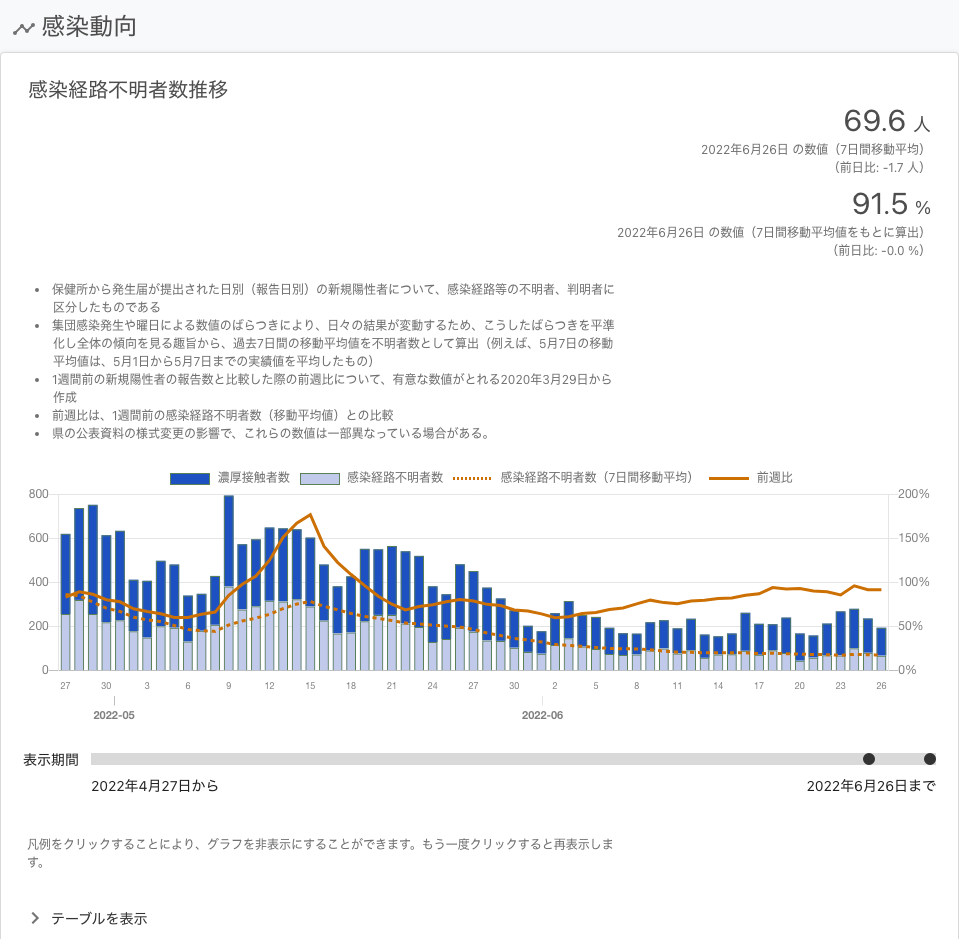 感染動向
感染経路不明者数推移
69.6 人
2022年6月26日 の数値（7日間移動平均）
（前日比: -1.7 人）
91.5 %
2022年6月26日 の数値（7日間移動平均値をもとに算出）
（前日比: -0.0 %）
• 保健所から発生届が提出された日別（報告日別）の新規陽性者について、感染経路等の不明者、判明者に
区分したものである
• 集団感染発生や曜日による数値のばらつきにより、日々の結果が変動するため、こうしたばらつきを平準
化し全体の傾向を見る趣旨から、過去7日間の移動平均値を不明者数として算出（例えば、5月7日の移動
平均値は、5月1日から5月7日までの実績値を平均したもの）
• 1週間前の新規陽性者の報告数と比較した際の前週比について、有意な数値がとれる2020年3月29日から
作成
• 前週比は、1週間前の感染経路不明者数（移動平均値）との比較
• 県の公表資料の様式変更の影響で、これらの数値は一部異なっている場合がある。
濃厚接触者数 感染経路不明者数 感染経路不明者数（7日間移動平均） 前週比
800 200%
600 150%
400 100%
200 50%
0 0%
27 30 3 6 9 12 15 18 21 24 27 30 2 5 8 11 14 17 20 23 26
2022-05 2022-06
表示期間
2022年4月27日から 2022年6月26日まで
凡例をクリックすることにより、グラフを非表示にすることができます。もう一度クリックすると再表示しま
す。
テーブルを表示